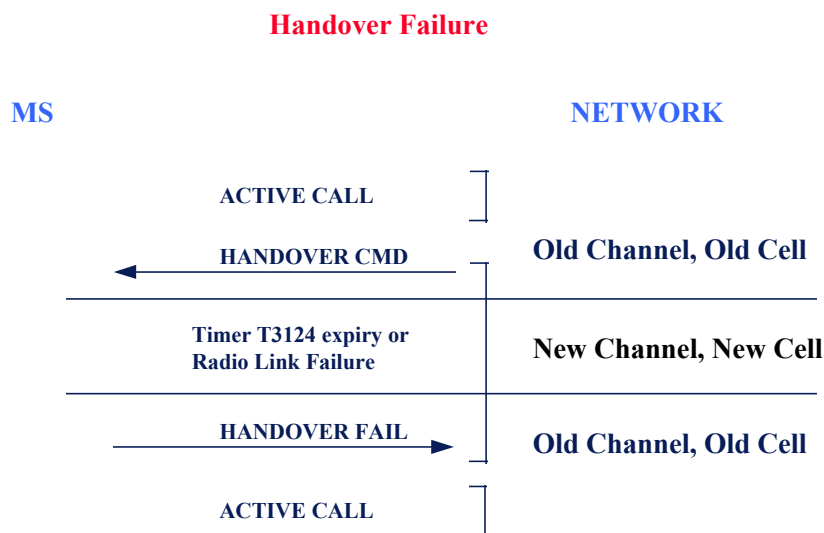 Handover Failure
MS
NETWORK
ACTIVE CALL
Old Channel, Old Cell
HANDOVER CMD
Timer T3124 expiry or
Radio Link Failure
New Channel, New Cell
HANDOVER FAIL
Old Channel, Old Cell
ACTIVE CALL